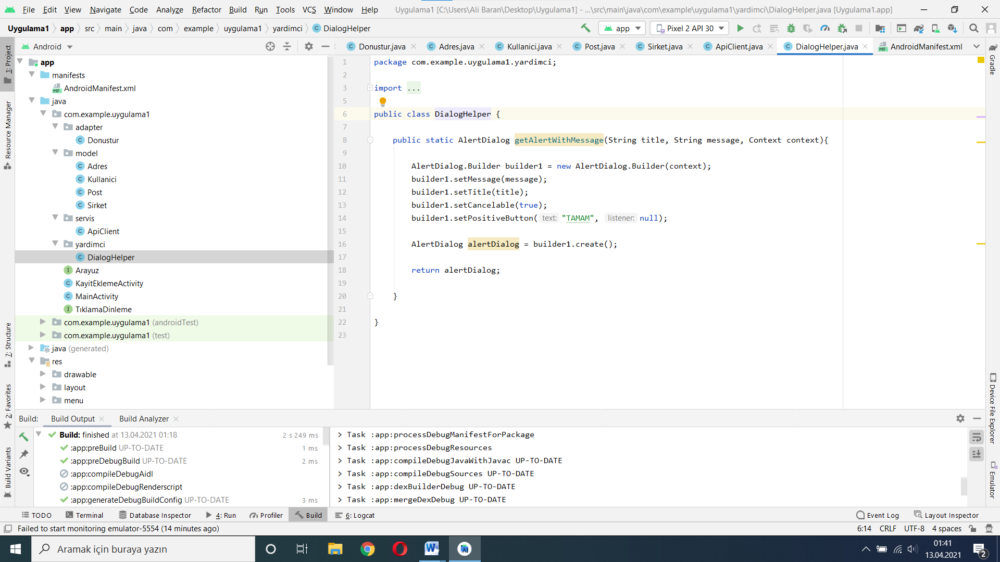 File Edit View Navigate Code Analyze Refactor Build Run Tools VCS Window Help Uygulama1 [C:\Users\Ali Baran\Desktop\Uygulama1] - ...\src\main\java\com\example\uygulama1\yardimci\DialogHelper.java [Uygulama1.app]
Uygulama1 app src main java com example uygulama1 yardimci DialogHelper app Pixel 2 API 30
Android
Donustur.java Adres.java Kullanici.java Post.java Sirket.java ApiClient.java DialogHelper.java AndroidManifest.xml
1: Project
Resource Manager
7: Structure
2: Favorites
Build Variants
app
manifests
AndroidManifest.xml
java
com.example.uygulama1
adapter
Donustur
model
Adres
Kullanici
Post
Sirket
servis
ApiClient
yardimci
DialogHelper
Arayuz
KayitEklemeActivity
MainActivity
TıklamaDinleme
com.example.uygulama1 (androidTest)
com.example.uygulama1 (test)
java (generated)
res
drawable
layout
menu
1 package com.example.uygulama1.yardimci;
2
3 import ...
5
6 public class DialogHelper {
7
8 public static AlertDialog getAlertWithMessage(String title, String message, Context context){
9
10 AlertDialog.Builder builder1 = new AlertDialog.Builder(context);
11 builder1.setMessage(message);
12 builder1.setTitle(title);
13 builder1.setCancelable(true);
14 builder1.setPositiveButton( text: "TAMAM", listener: null);
15
16 AlertDialog alertDialog = builder1.create();
17
18 return alertDialog;
19
20 }
21
22 }
23
Gradle
Device File Explorer
Emulator
Build: Build Output Build Analyzer
Build: finished at 13.04.2021 01:18 2 s 249 ms
:app:preBuild UP-TO-DATE 1 ms
:app:preDebugBuild UP-TO-DATE 2 ms
:app:compileDebugAidl
:app:compileDebugRenderscript
:app:generateDebugBuildConfig UP-TO-DATE 3 ms
> Task :app:processDebugManifestForPackage
> Task :app:processDebugResources
> Task :app:compileDebugJavaWithJavac UP-TO-DATE
> Task :app:compileDebugSources UP-TO-DATE
> Task :app:dexBuilderDebug UP-TO-DATE
> Task :app:mergeDexDebug UP-TO-DATE
TODO Terminal Database Inspector 4: Run Profiler Build 6: Logcat Event Log Layout Inspector
Failed to start monitoring emulator-5554 (14 minutes ago) 6:14 CRLF UTF-8 4 spaces
Aramak için buraya yazın
01:41
13.04.2021
2